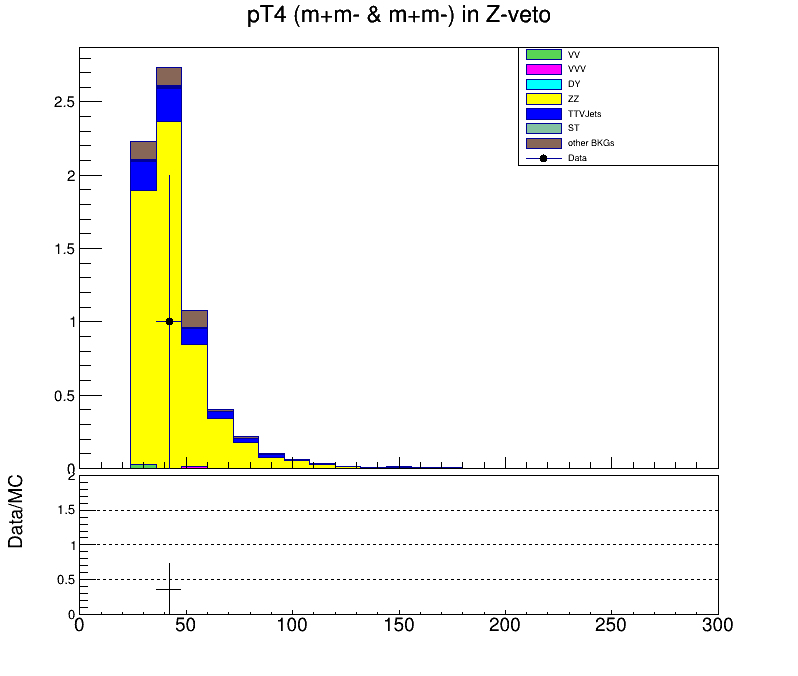 pT4 (m+m- & m+m-) in Z-veto
VV
VVV
DY
ZZ
TTVJets
ST
other BKGs
Data
2.5
2
1.5
1
0.5
0
Data/MC
2
1.5
1
0.5
0
0 50 100 150 200 250 300